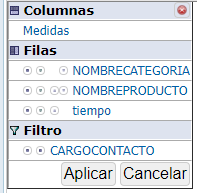 Columnas
Medidas
Filas
NOMBRECATEGORIA
NOMBREPRODUCTO
tiempo
Filtro
CARGOCONTACTO
Aplicar Cancelar